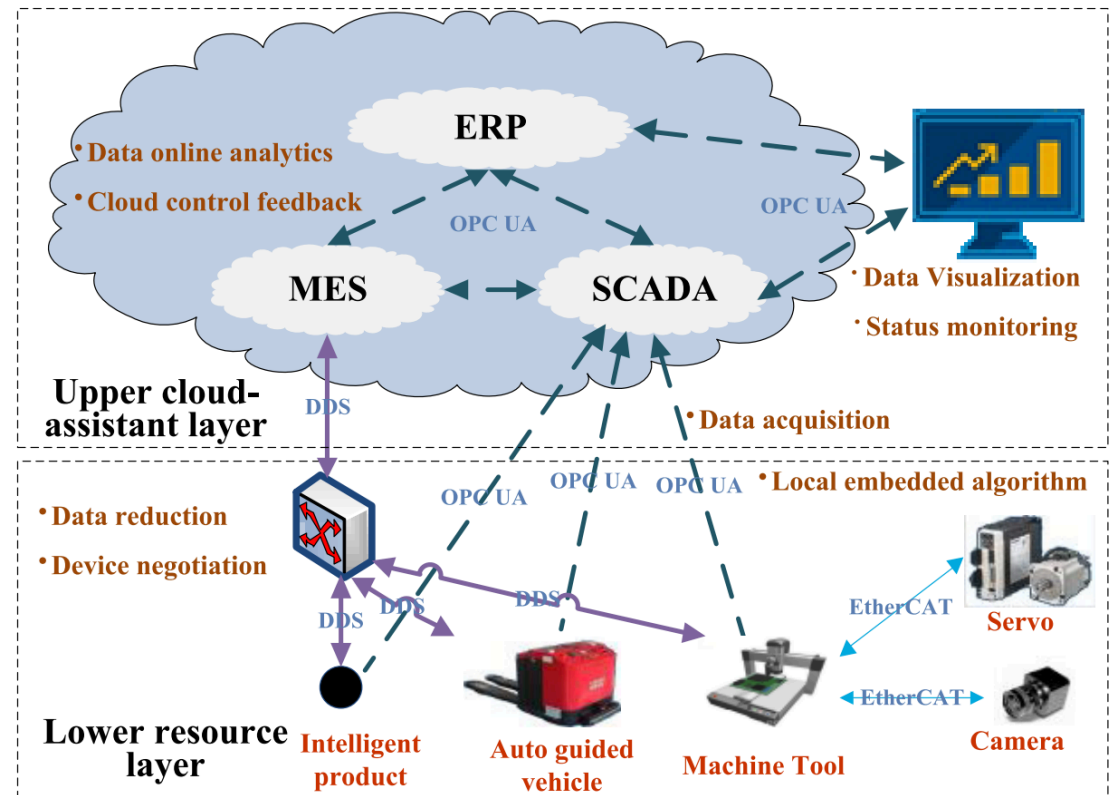 ERP
• Data online analytics
• Cloud control feedback
OPC UA
OPC UA
MES
SCADA
• Data Visualization
• Status monitoring
Upper cloud-
assistant layer
DDS
• Data acquisition
• Local embedded algorithm
OPC UA
OPC UA
OPC UA
• Data reduction
• Device negotiation
DDS
DDS
DDS
EtherCAT
Servo
EtherCAT
Lower resource
layer
Intelligent
product
Auto guided
vehicle
Machine Tool
Camera